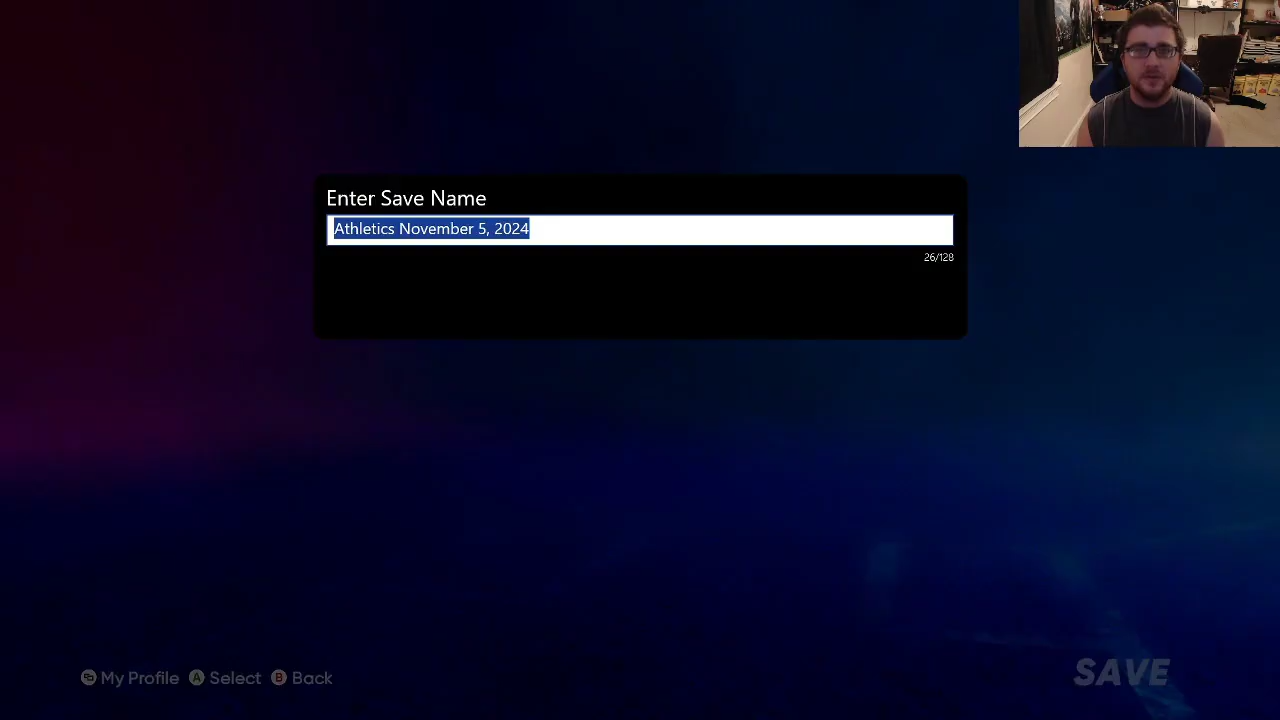 Enter Save Name
Athletics November 5, 2024
26/128
My Profile A Select B Back
SAVE